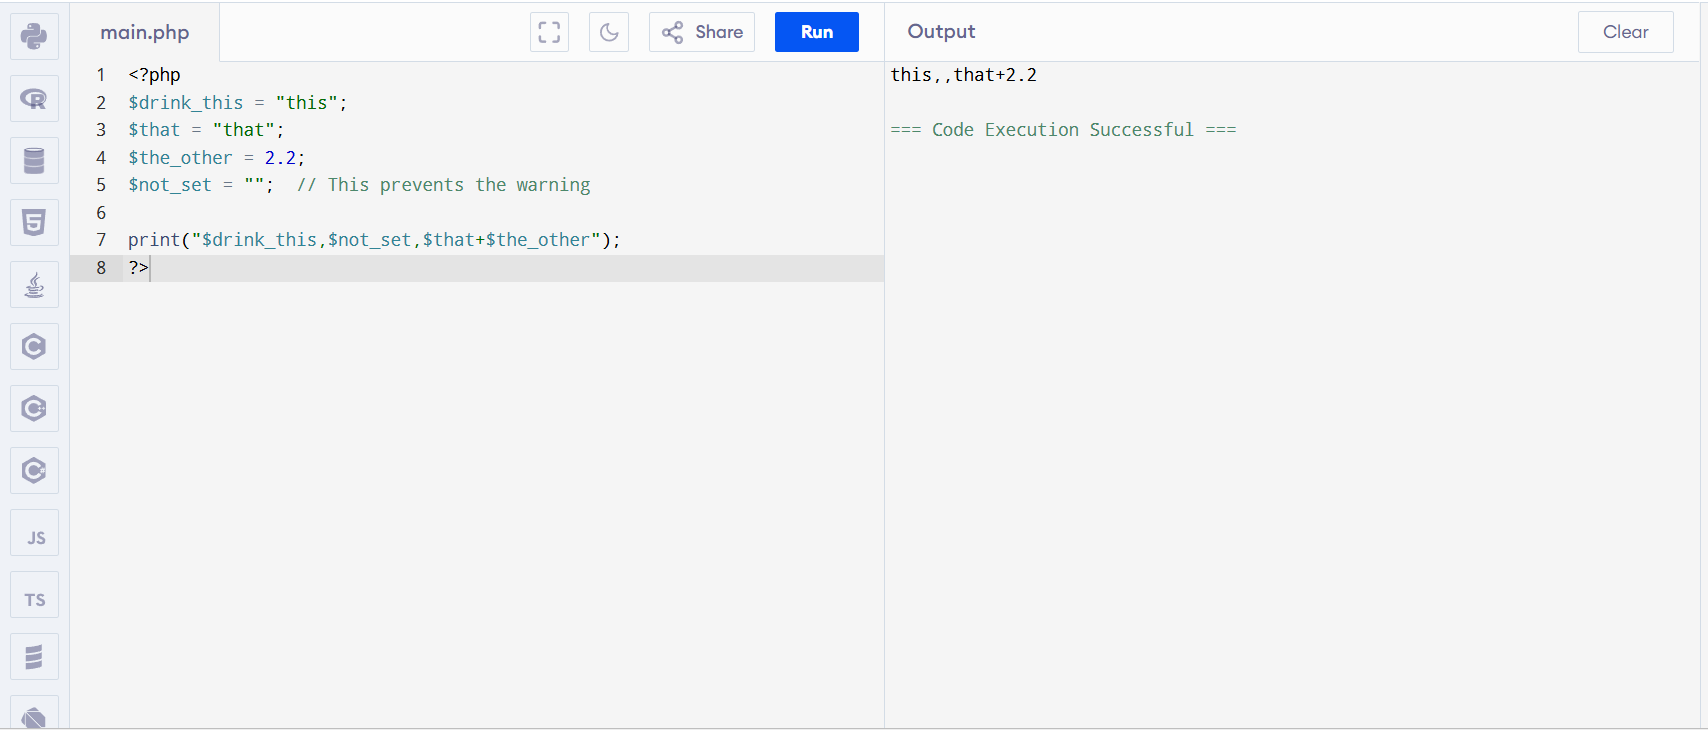 main.php
Share
Run
Output
Clear
1 <?php
2 $drink_this = "this";
3 $that = "that";
4 $the_other = 2.2;
5 $not_set = "";  // This prevents the warning
6
7 print("$drink_this,$not_set,$that+$the_other");
8 ?>
this,,that+2.2
=== Code Execution Successful ===
R
5
C
C
C
JS
TS